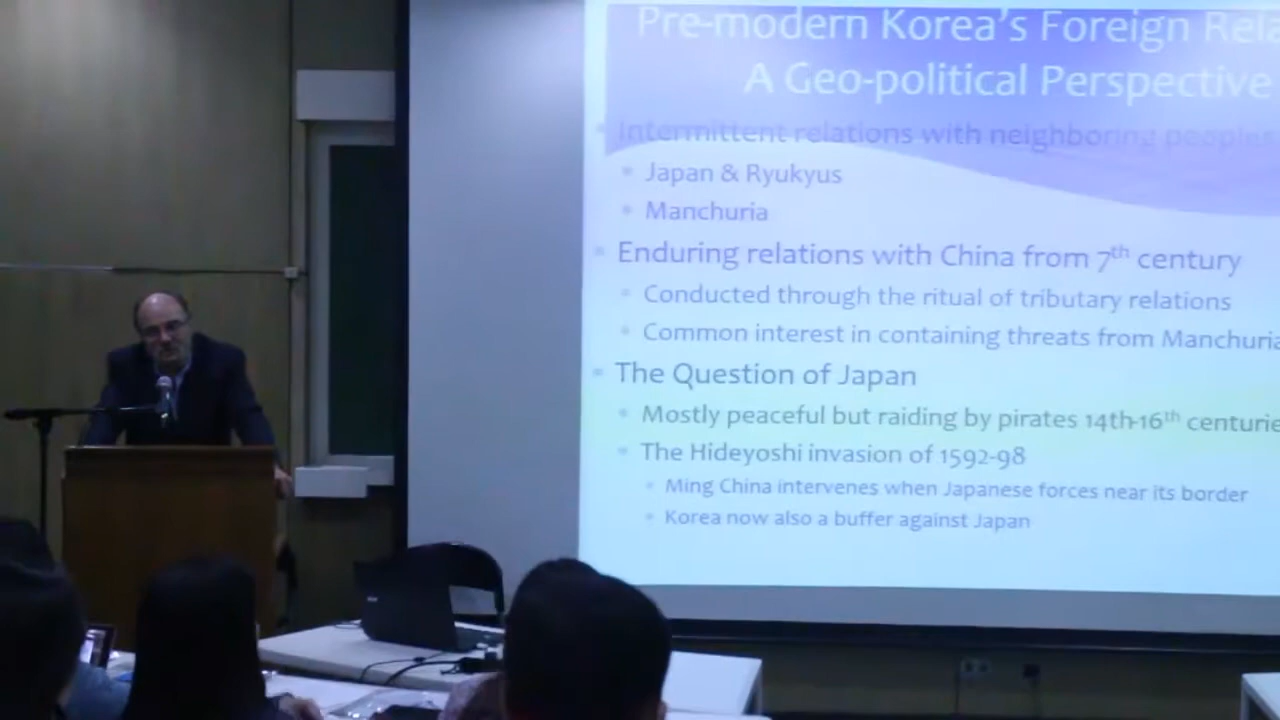 Pre-modern Korea's Foreign Rela
A Geo-political Perspective
Intermittent relations with neighboring peoples
Japan & Ryukyus
Manchuria
Enduring relations with China from 7th century
Conducted through the ritual of tributary relations
Common interest in containing threats from Manchuria
The Question of Japan
Mostly peaceful but raiding by pirates 14th-16th centurie
The Hideyoshi invasion of 1592-98
Ming China intervenes when Japanese forces near its border
Korea now also a buffer against Japan